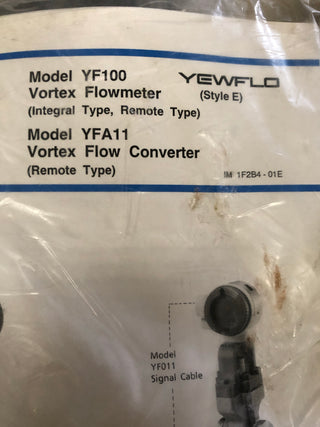 Model YF100 YEWFLO
Vortex Flowmeter (Style E)
(Integral Type, Remote Type)
Model YFA11
Vortex Flow Converter
(Remote Type) IM 1F2B4-01E
Model
YF011
Signal Cable